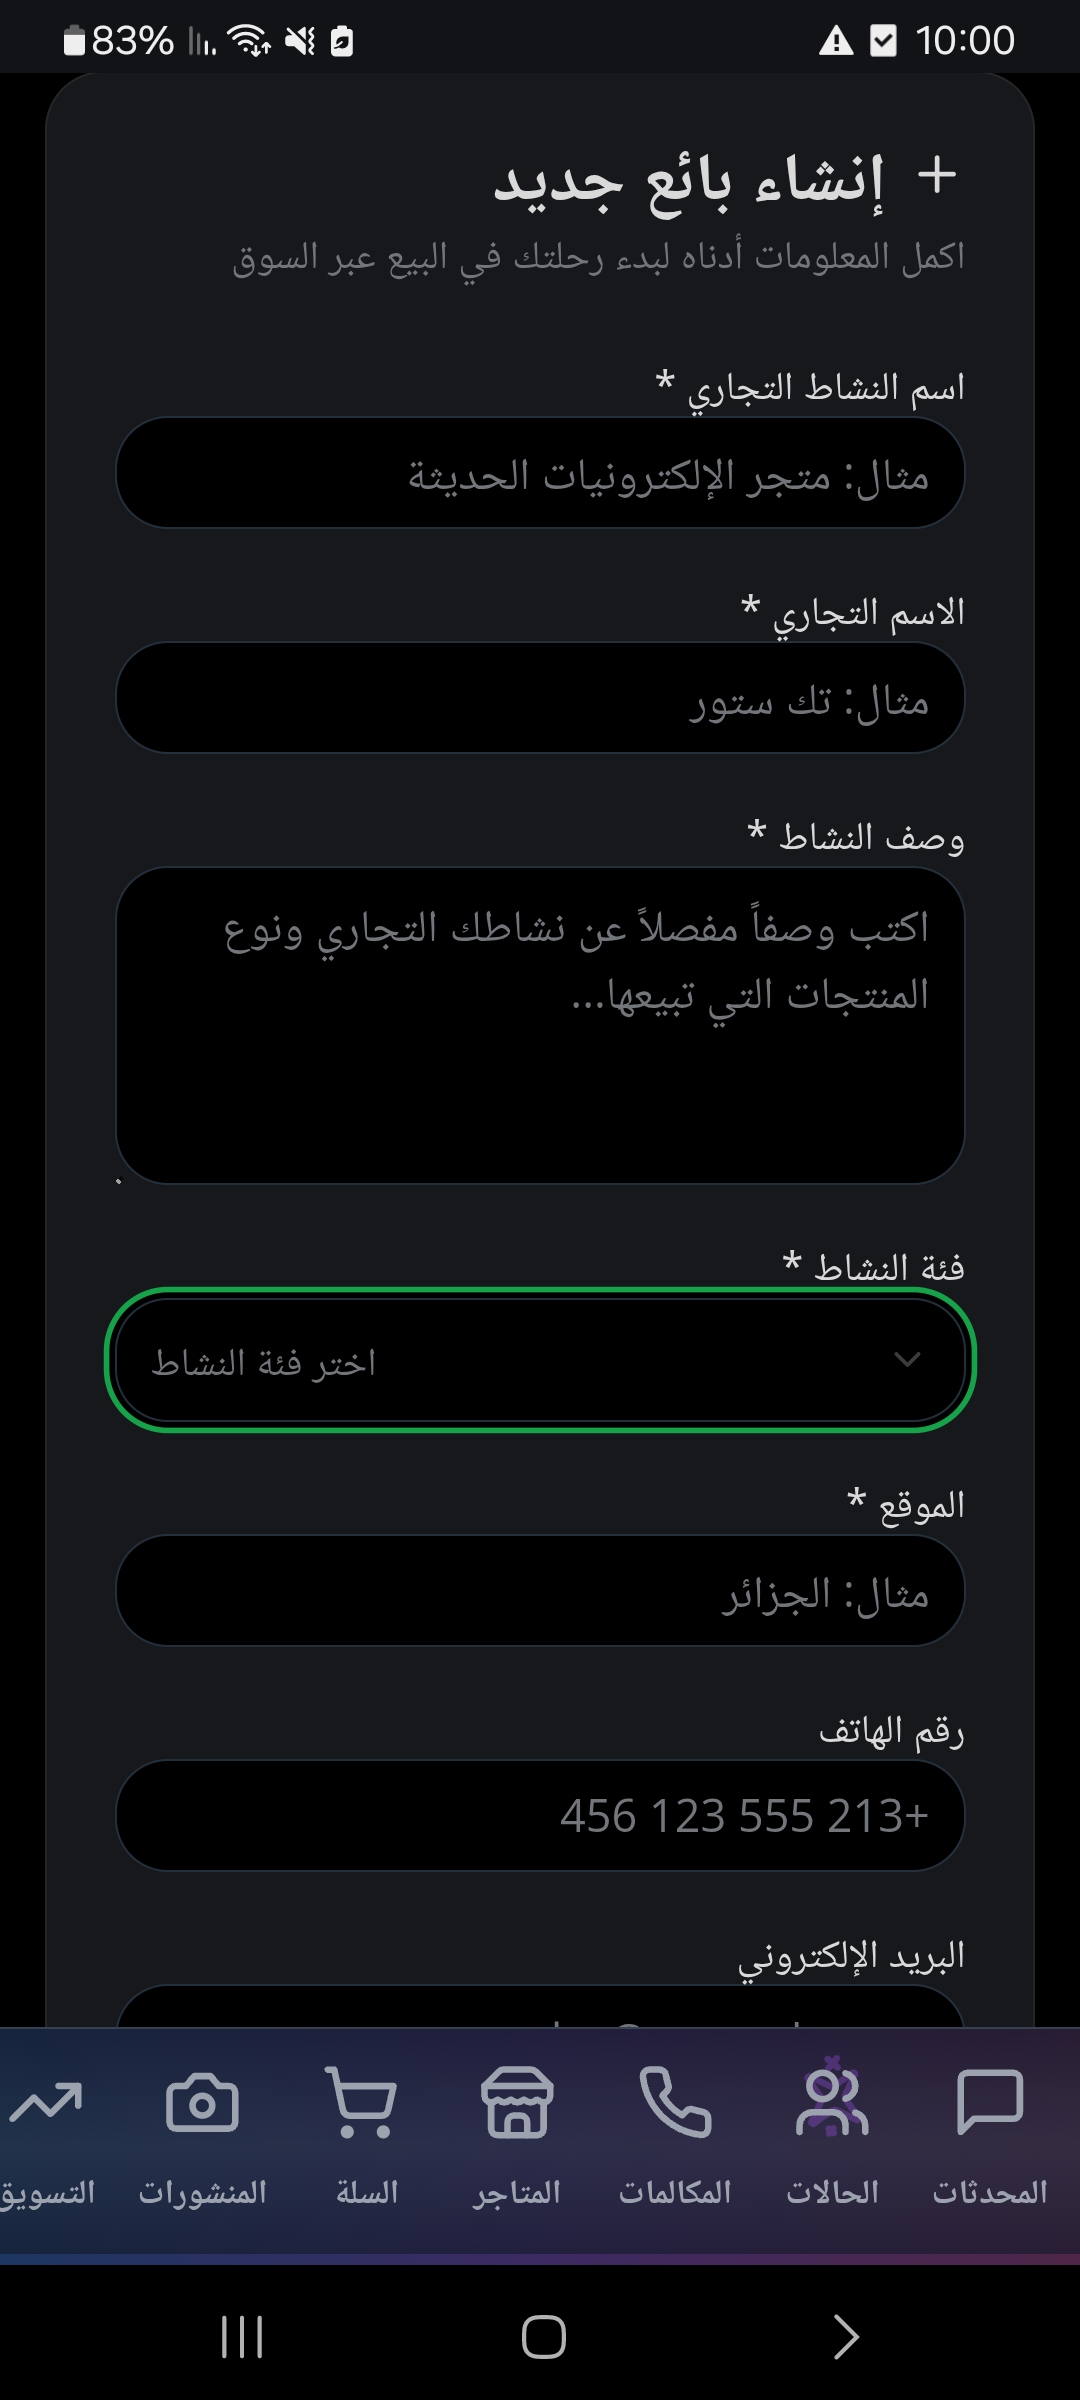 83%
10:00
إنشاء بائع جديد
اكمل المعلومات أدناه لبدء رحلتك في البيع عبر السوق
اسم النشاط التجاري *
مثال: متجر الإلكترونيات الحديثة
الاسم التجاري *
مثال: تك ستور
وصف النشاط *
اكتب وصفاً مفصلاً عن نشاطك التجاري ونوع
المنتجات التي تبيعها...
فئة النشاط *
اختر فئة النشاط
الموقع *
مثال: الجزائر
رقم الهاتف
456 123 555 213+
البريد الإلكتروني
المحدثات
الحالات
المكالمات
المتاجر
السلة
المنشورات
التسويق